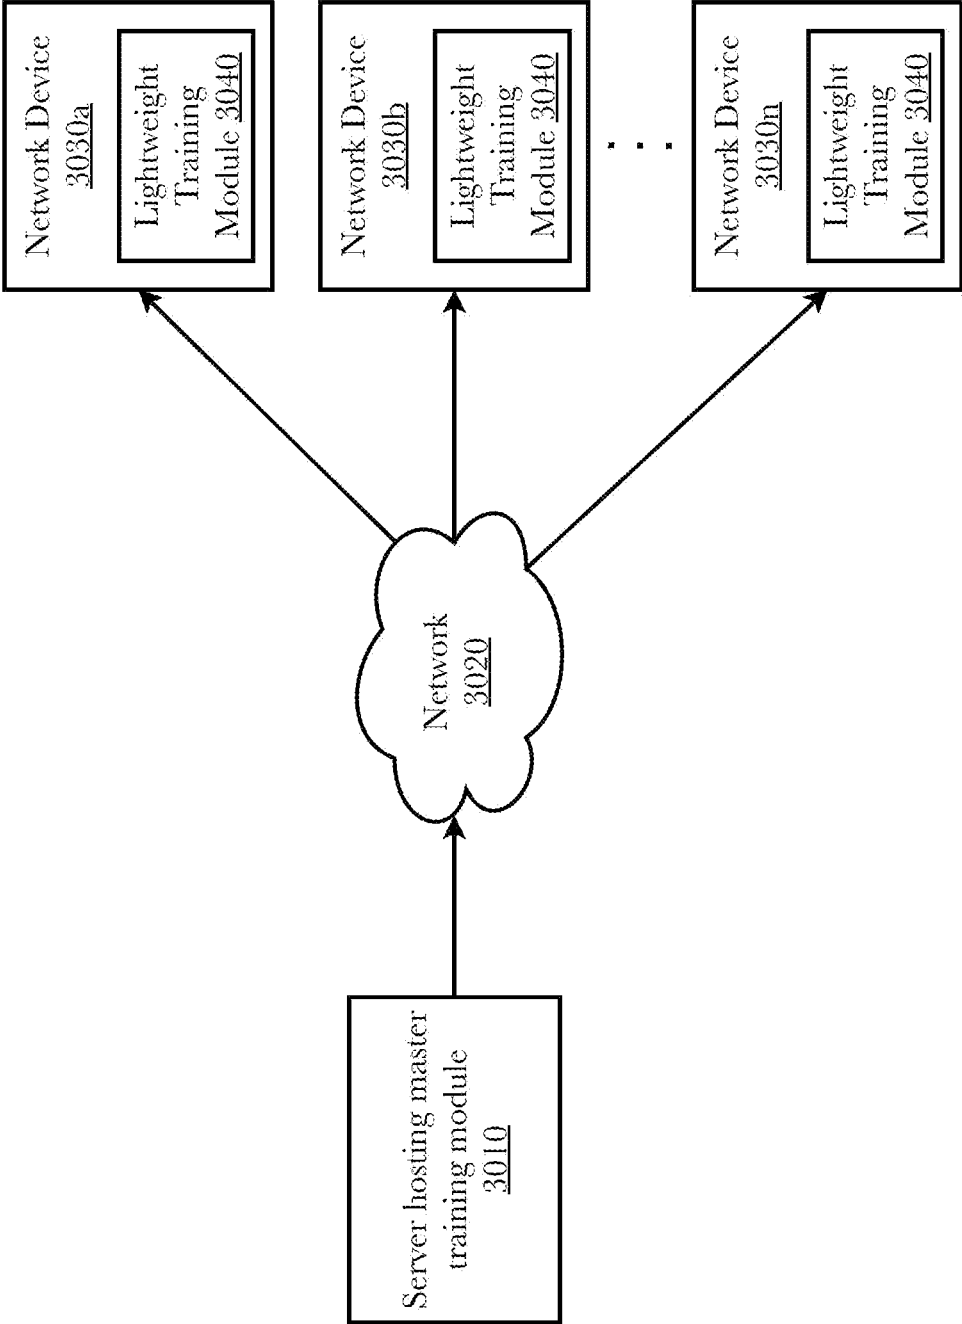 Server hosting master
training module
3010
Network
3020
Network Device
3030a
Lightweight
Training
Module 3040
Network Device
3030b
Lightweight
Training
Module 3040
Network Device
3030n
Lightweight
Training
Module 3040